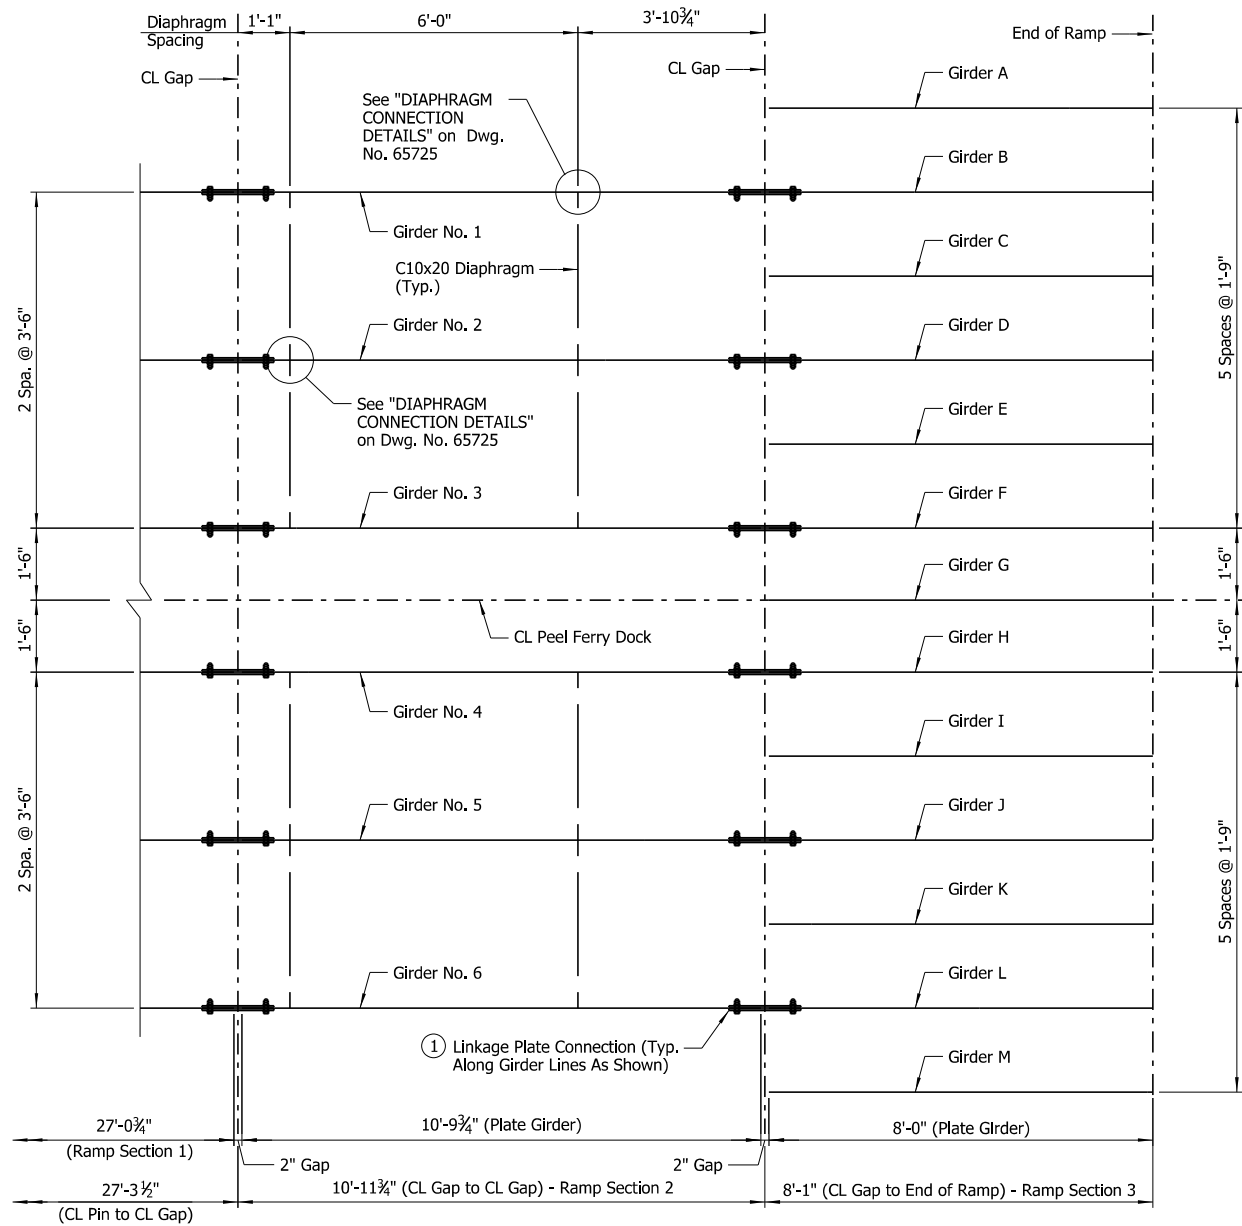 Diaphragm
Spacing
1'-1"
6'-0"
3'-10¾"
CL Gap
CL Gap
End of Ramp
See "DIAPHRAGM
CONNECTION
DETAILS" on Dwg.
No. 65725
Girder A
Girder B
Girder No. 1
Girder C
C10x20 Diaphragm
(Typ.)
Girder No. 2
Girder D
2 Spa. @ 3'-6"
5 Spaces @ 1'-9"
See "DIAPHRAGM
CONNECTION DETAILS"
on Dwg. No. 65725
Girder E
Girder No. 3
Girder F
1'-6"
Girder G
1'-6"
CL Peel Ferry Dock
1'-6"
Girder H
1'-6"
Girder No. 4
Girder I
Girder No. 5
Girder J
2 Spa. @ 3'-6"
5 Spaces @ 1'-9"
Girder K
Girder No. 6
Girder L
1 Linkage Plate Connection (Typ.
Along Girder Lines As Shown)
Girder M
27'-0¾"
(Ramp Section 1)
10'-9¾" (Plate Girder)
8'-0" (Plate GIrder)
2" Gap
2" Gap
27'-3½"
(CL Pin to CL Gap)
10'-11¾" (CL Gap to CL Gap) - Ramp Section 2
8'-1" (CL Gap to End of Ramp) - Ramp Section 3